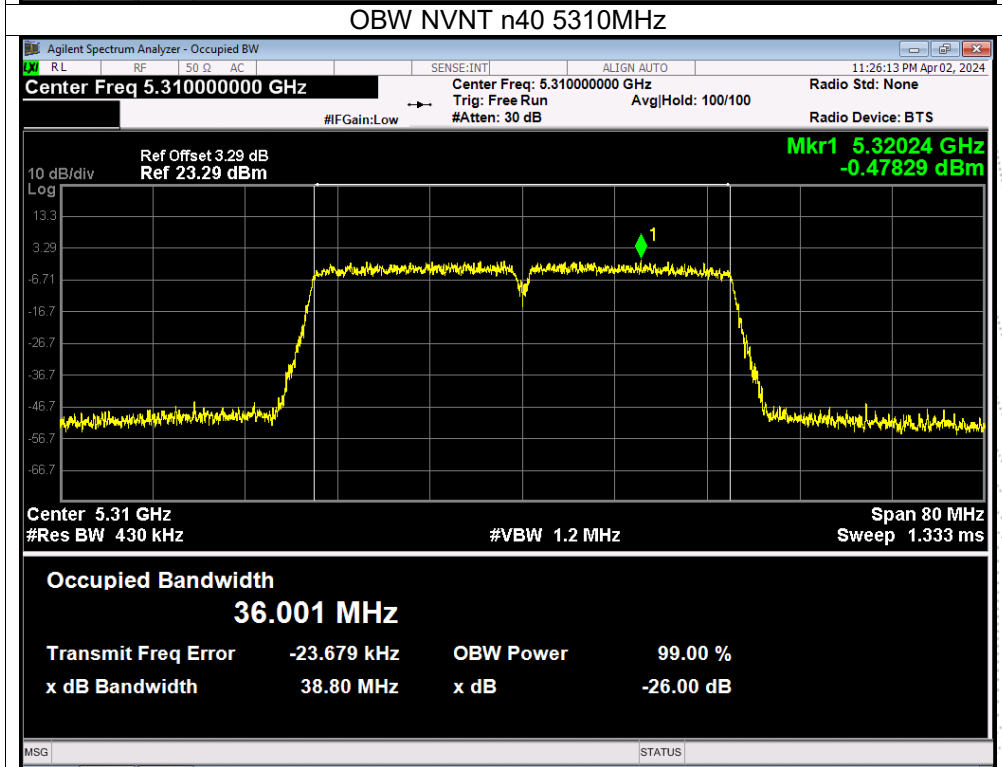 OBW NVNT n40 5310MHz
Agilent Spectrum Analyzer - Occupied BW
LXI RL RF 50 Ω AC SENSE:INT ALIGN AUTO 11:26:13 PM Apr 02, 2024
Center Freq 5.310000000 GHz
Center Freq: 5.310000000 GHz
Radio Std: None
Trig: Free Run Avg|Hold: 100/100
#IFGain:Low #Atten: 30 dB Radio Device: BTS
Mkr1 5.32024 GHz
-0.47829 dBm
Ref Offset 3.29 dB
10 dB/div Ref 23.29 dBm
Log
13.3
1
3.29
-6.71
-16.7
-26.7
-36.7
-46.7
-56.7
-66.7
Center 5.31 GHz Span 80 MHz
#Res BW 430 kHz #VBW 1.2 MHz Sweep 1.333 ms
Occupied Bandwidth
36.001 MHz
Transmit Freq Error -23.679 kHz OBW Power 99.00 %
x dB Bandwidth 38.80 MHz x dB -26.00 dB
MSG STATUS